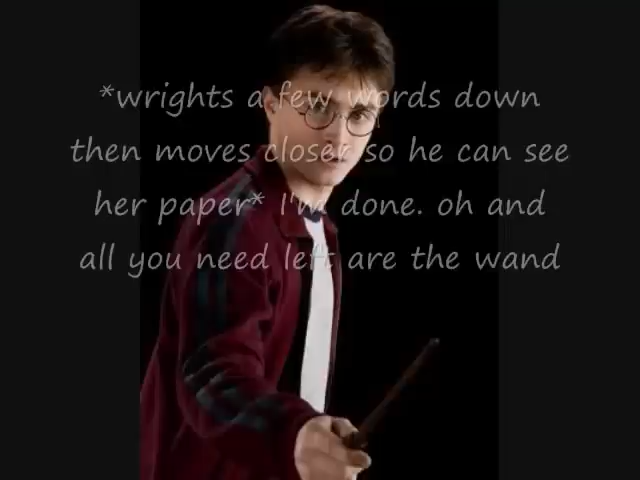 *wrights a few words down
then moves closer so he can see
her paper* I'm done. oh and
all you need left are the wand